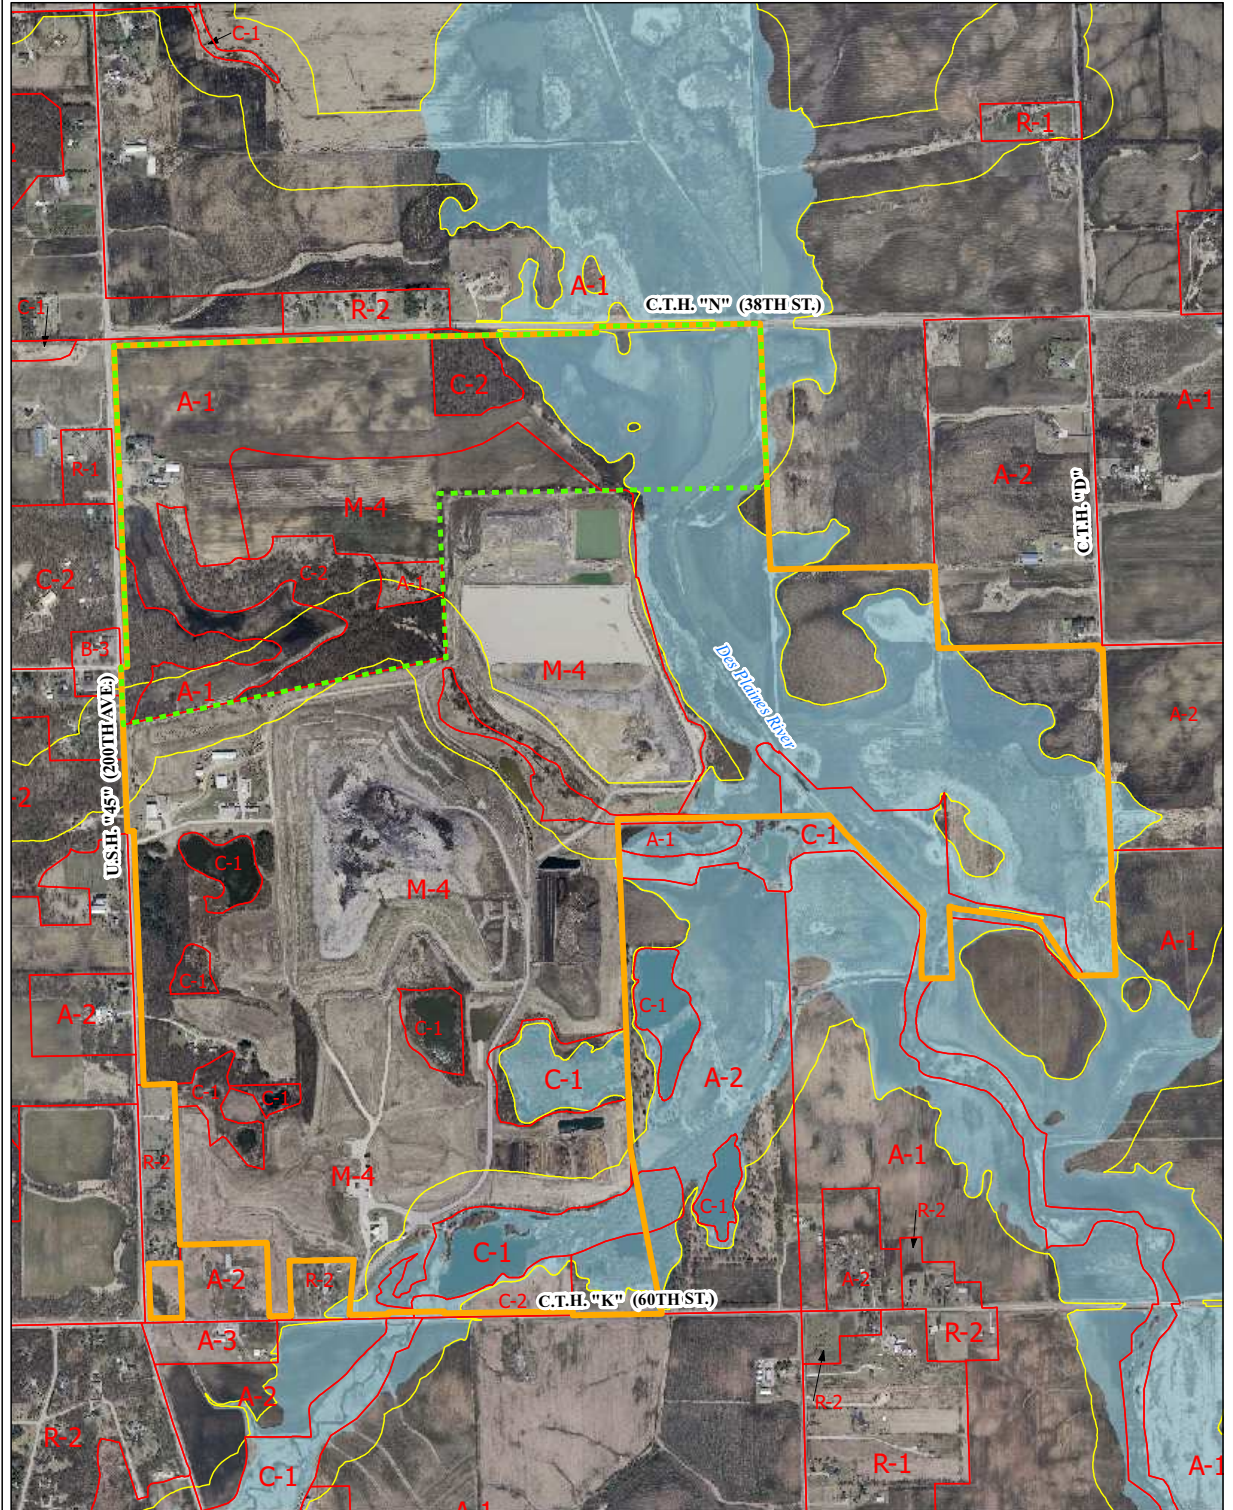 C-1
R-1
A-1
C.T.H. "N" (38TH ST.)
R-2
C-1
C-2
A-1
A-1
R-1
A-2
C.T.H. "D"
M-4
C-2
A-1
C-2
B-3
M-4
Des Plaines River
A-1
A-2
U.S.H. "45" (200TH AVE.)
-2
A-1
C-1
C-1
M-4
A-1
C-1
A-2
C-1
C-1
C-1
A-2
C-1
C-1
A-1
R-2
M-4
C-1
R-2
C-1
A-2
R-2
A-2
C-2
C.T.H. "K" (60TH ST.)
A-3
R-2
A-2
R-2
R-2
C-1
R-1
A-1
A-1